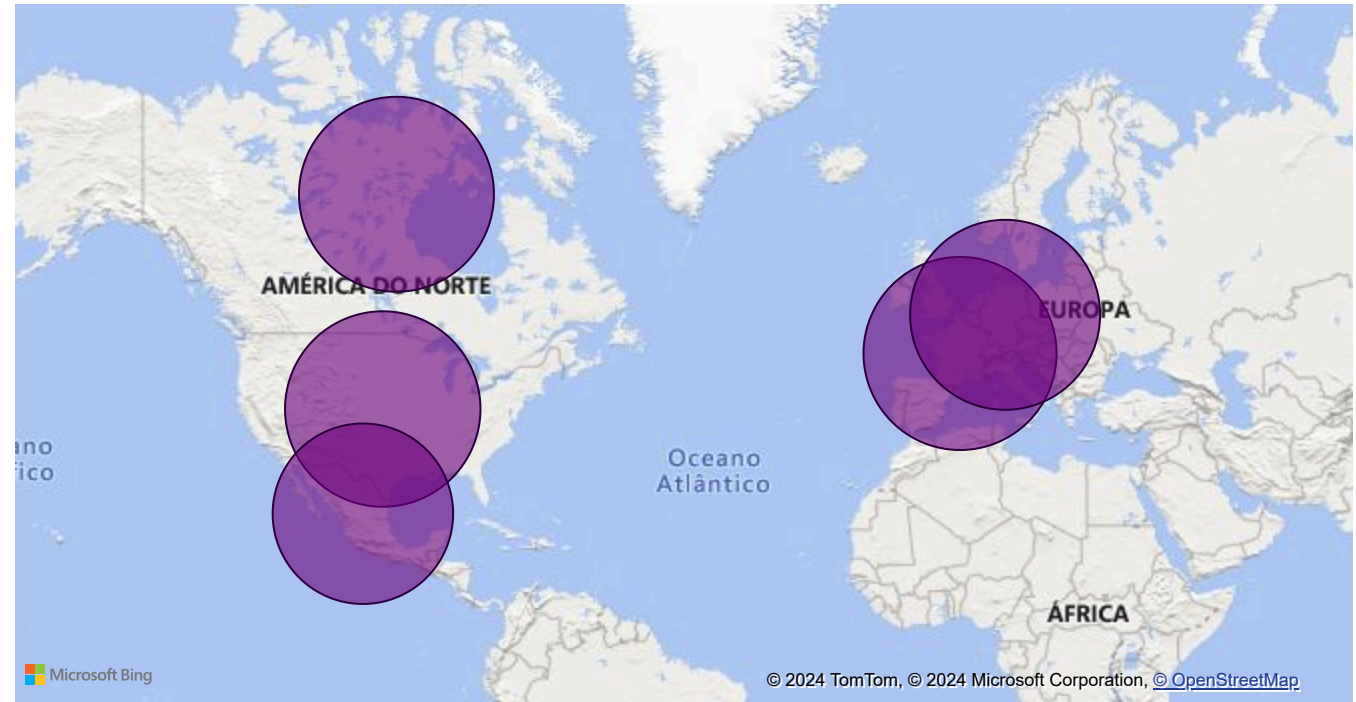 AMÉRICA DO NORTE
EUROPA
ano
fico
Oceano
Atlântico
ÁFRICA
Microsoft Bing
© 2024 TomTom, © 2024 Microsoft Corporation, © OpenStreetMap